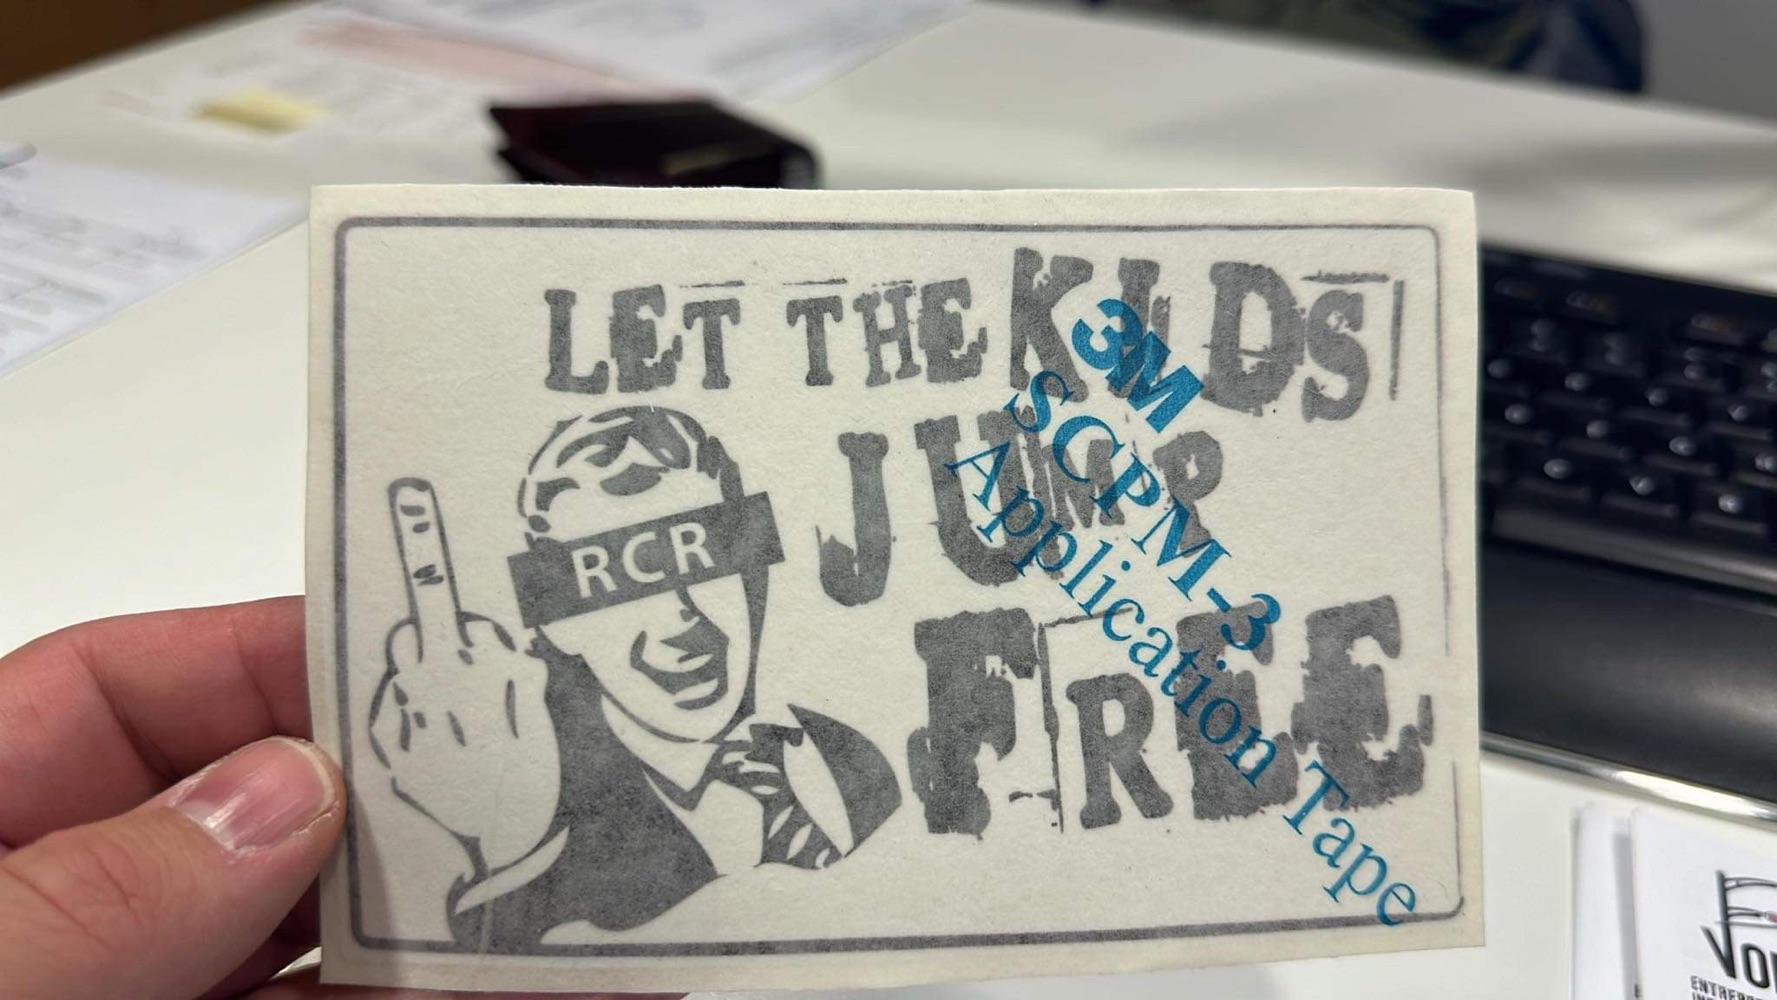 LET THE KIDS
JUMP
FREE
RCR
3M
SCPM-3
Application Tape